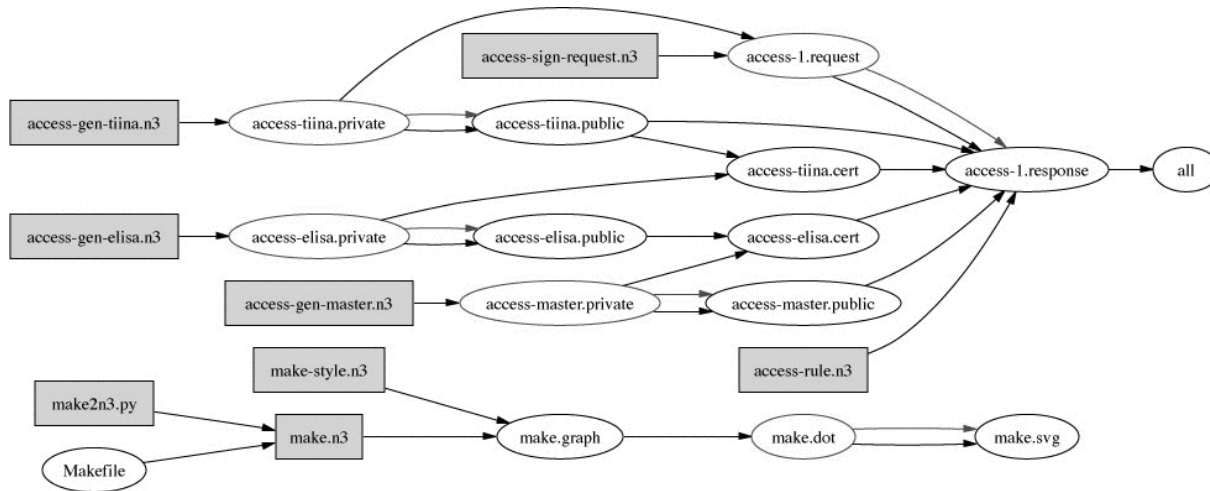 access-sign-request.n3
access-1.request
access-gen-tiina.n3
access-tiina.private
access-tiina.public
access-tiina.cert
access-1.response
all
access-gen-elisa.n3
access-elisa.private
access-elisa.public
access-elisa.cert
access-gen-master.n3
access-master.private
access-master.public
make-style.n3
access-rule.n3
make2n3.py
make.n3
make.graph
make.dot
make.svg
Makefile